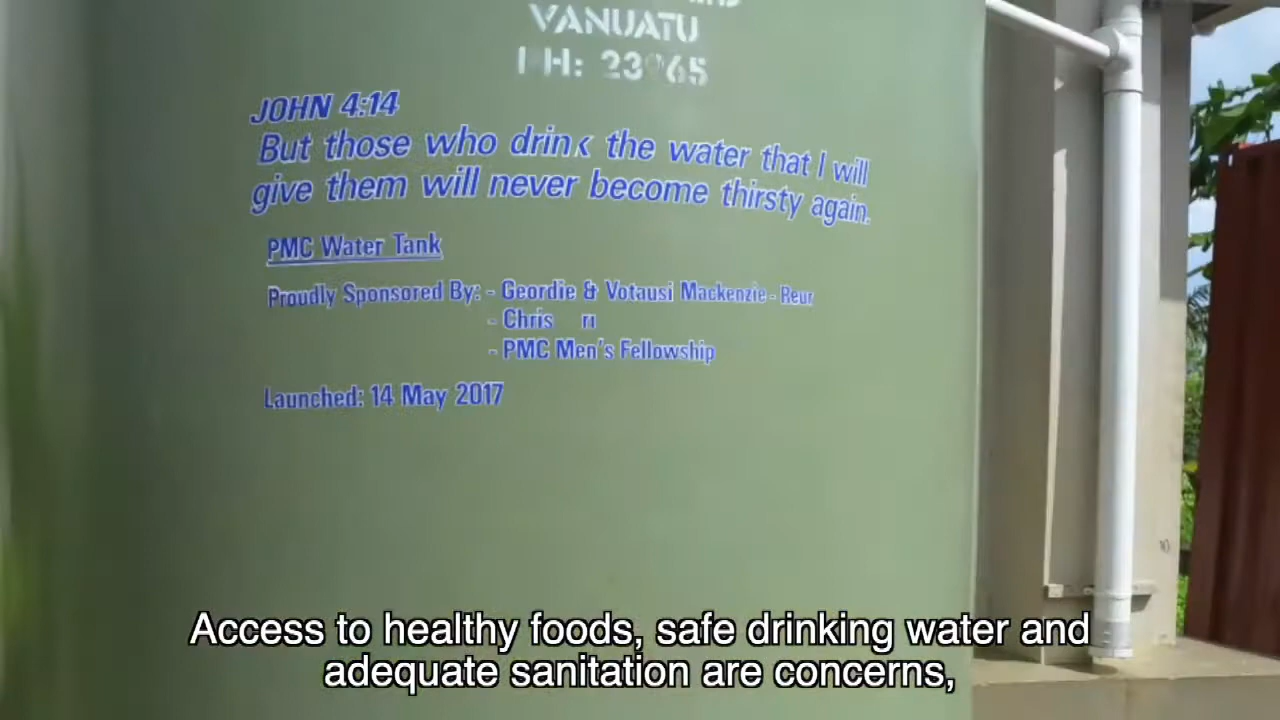 VANUATU
JOHN 4:14
But those who drink the water that I will
give them will never become thirsty again.
PMC Water Tank
Proudly Sponsored By: - Geordie & Votausi Mackenzie - Reur
- Chris
- PMC Men's Fellowship
Launched: 14 May 2017
Access to healthy foods, safe drinking water and
adequate sanitation are concerns,